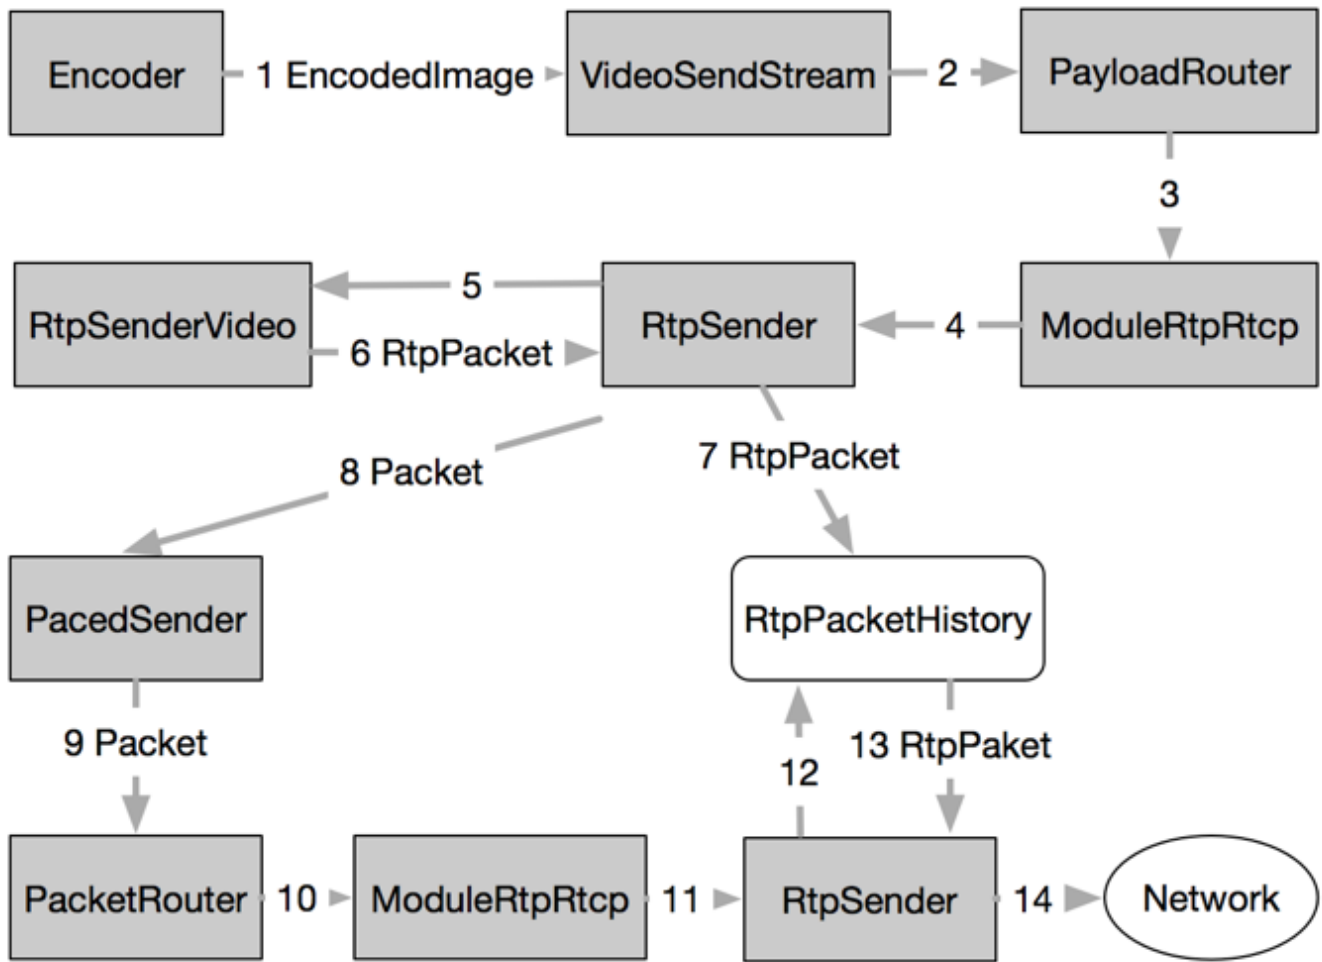 Encoder
1 EncodedImage
VideoSendStream
2
PayloadRouter
3
RtpSenderVideo
5
6 RtpPacket
RtpSender
4
ModuleRtpRtcp
8 Packet
7 RtpPacket
PacedSender
RtpPacketHistory
9 Packet
12
13 RtpPaket
PacketRouter
10
ModuleRtpRtcp
11
RtpSender
14
Network